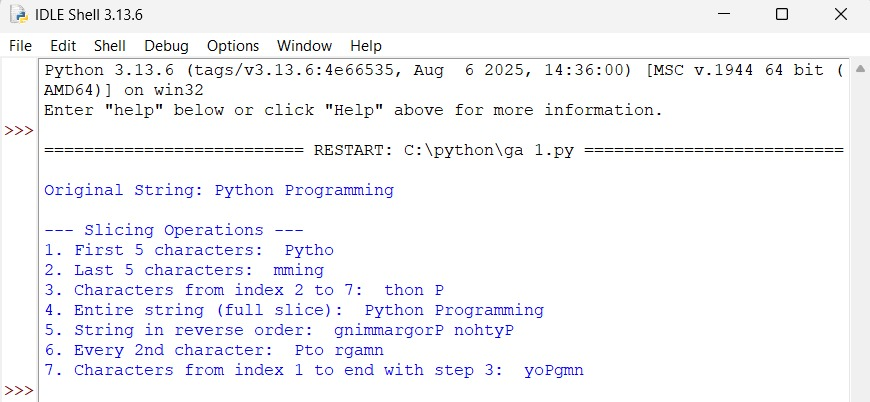 IDLE Shell 3.13.6
File Edit Shell Debug Options Window Help
Python 3.13.6 (tags/v3.13.6:4e66535, Aug  6 2025, 14:36:00) [MSC v.1944 64 bit (
AMD64)] on win32
Enter "help" below or click "Help" above for more information.
>>>
========================== RESTART: C:\python\ga 1.py ==========================
Original String: Python Programming
--- Slicing Operations ---
1. First 5 characters:  Pytho
2. Last 5 characters:  mming
3. Characters from index 2 to 7:  thon P
4. Entire string (full slice):  Python Programming
5. String in reverse order:  gnimmargorP nohtyP
6. Every 2nd character:  Pto rgamn
7. Characters from index 1 to end with step 3:  yoPgmn
>>>